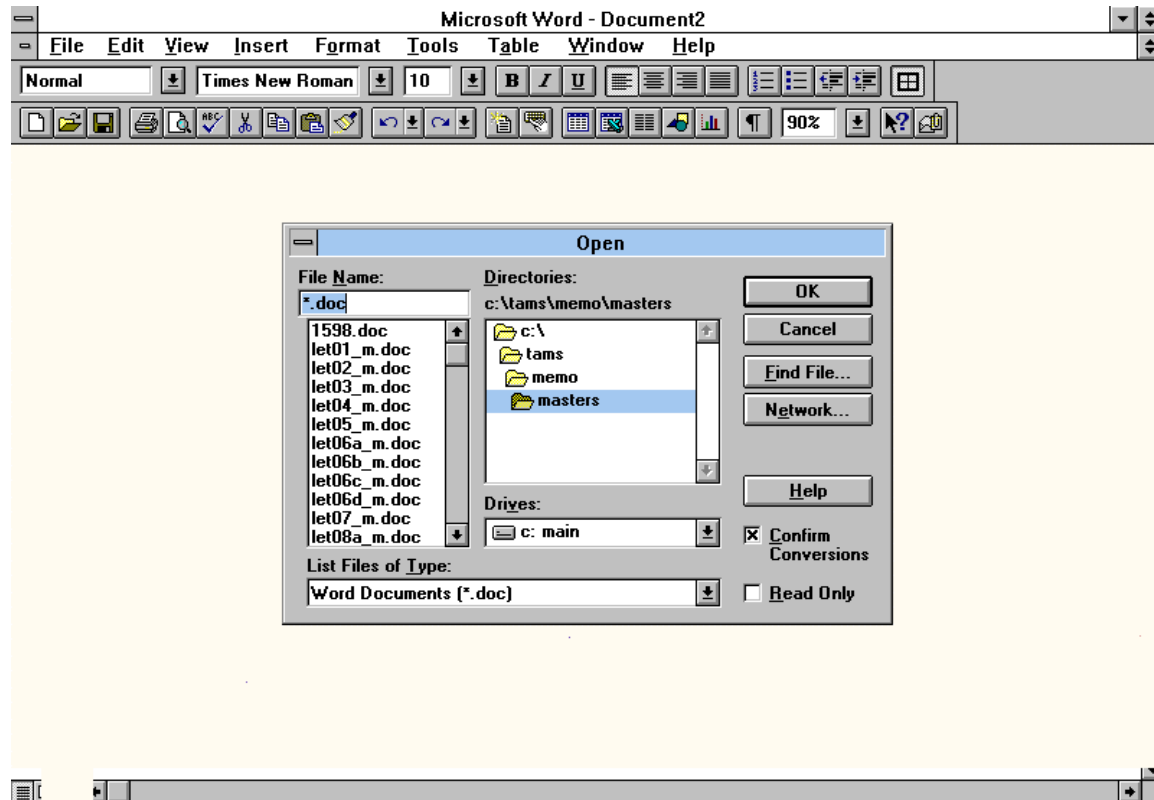 Microsoft Word - Document2
File Edit View Insert Format Tools Table Window Help
Normal Times New Roman 10 B I U
ABC ¶ 90% ?
Open
File Name:
*.doc
1598.doc
let01_m.doc
let02_m.doc
let03_m.doc
let04_m.doc
let05_m.doc
let06a_m.doc
let06b_m.doc
let06c_m.doc
let06d_m.doc
let07_m.doc
let08a_m.doc
List Files of Type:
Word Documents (*.doc)
Directories:
c:\tams\memo\masters
c:\
tams
memo
masters
Drives:
c: main
OK
Cancel
Find File...
Network...
Help
Confirm
Conversions
Read Only